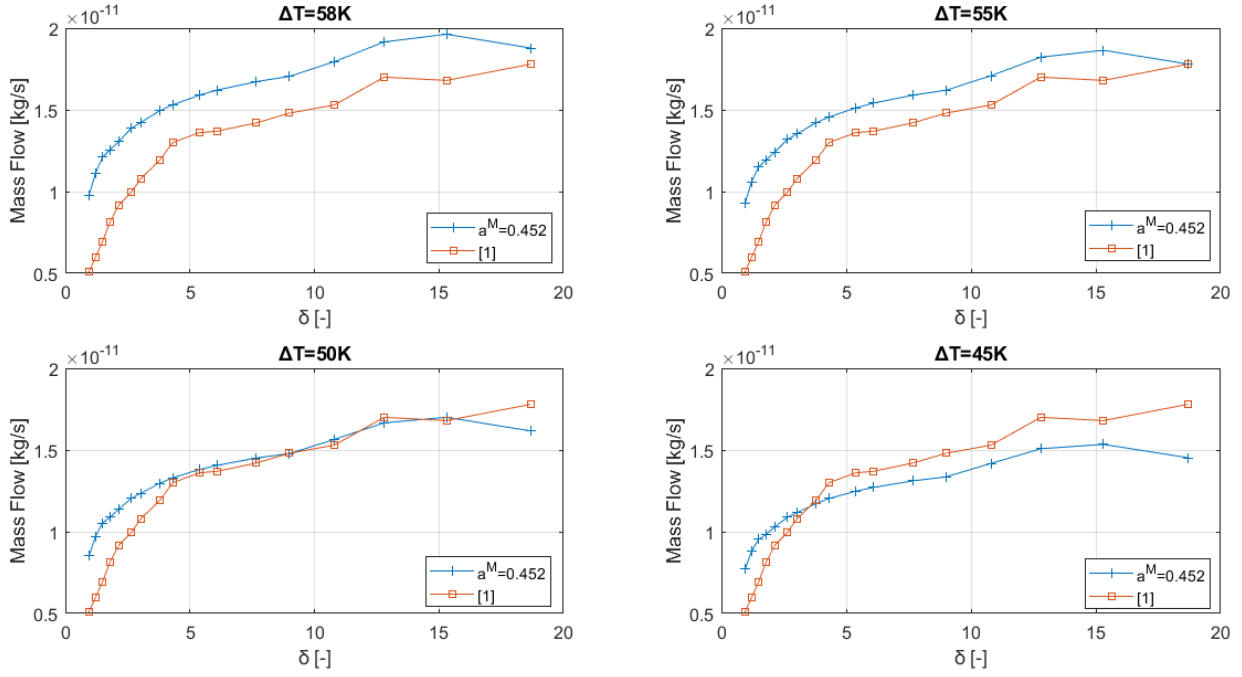 ×10⁻¹¹ ΔT=58K
2
1.5
1
0.5
Mass Flow [kg/s]
a^M=0.452
[1]
0 5 10 15 20
δ [-]
×10⁻¹¹ ΔT=55K
2
1.5
1
0.5
Mass Flow [kg/s]
a^M=0.452
[1]
0 5 10 15 20
δ [-]
×10⁻¹¹ ΔT=50K
2
1.5
1
0.5
Mass Flow [kg/s]
a^M=0.452
[1]
0 5 10 15 20
δ [-]
×10⁻¹¹ ΔT=45K
2
1.5
1
0.5
Mass Flow [kg/s]
a^M=0.452
[1]
0 5 10 15 20
δ [-]